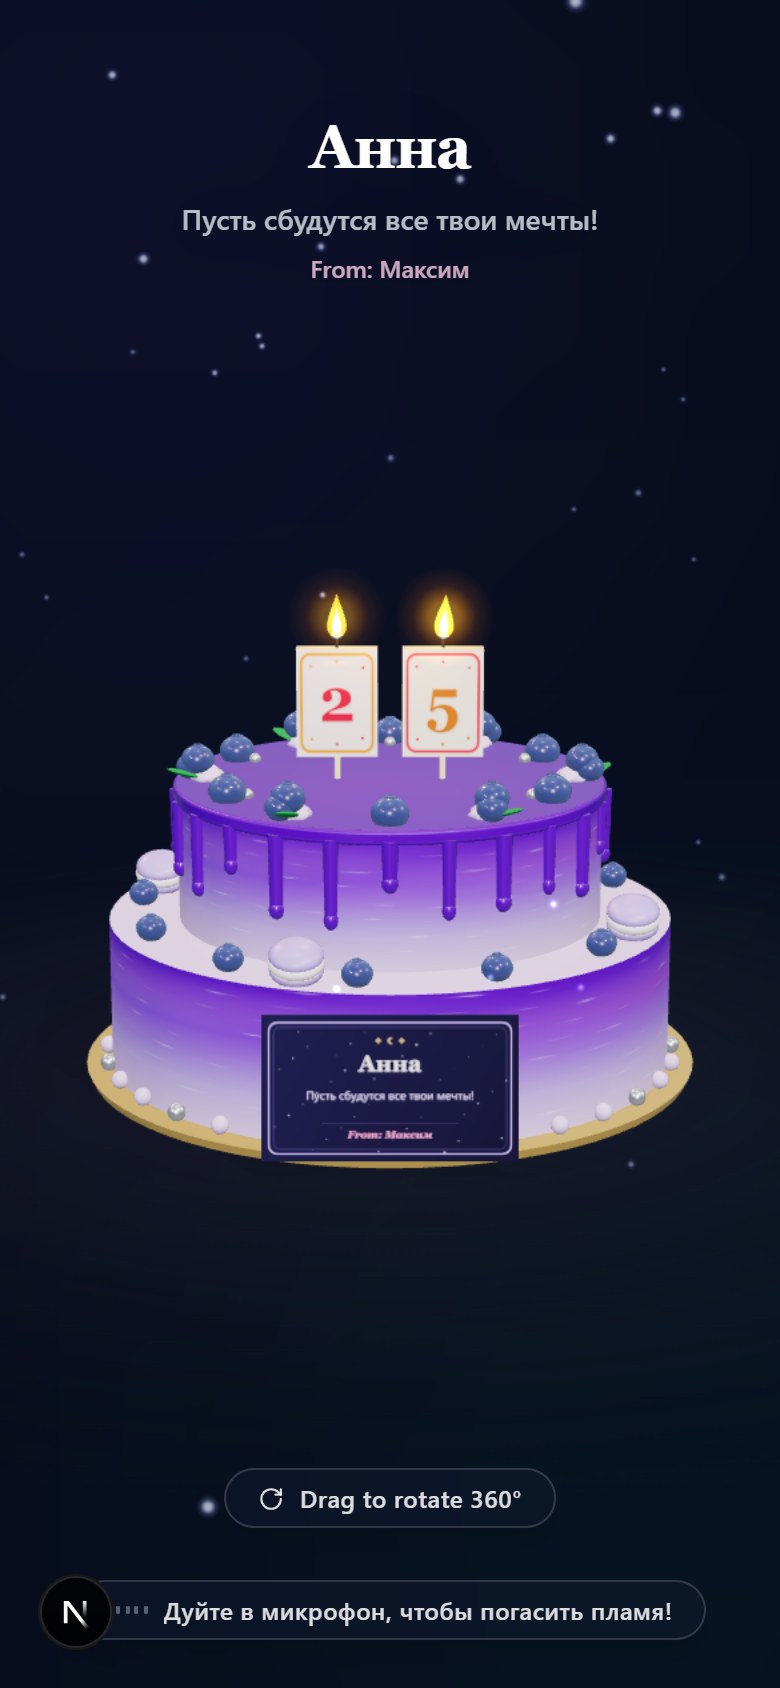 Анна
Пусть сбудутся все твои мечты!
From: Максим
2 5
Анна
Пусть сбудутся все твои мечты!
From: Максим
Drag to rotate 360°
N
Дуйте в микрофон, чтобы погасить пламя!